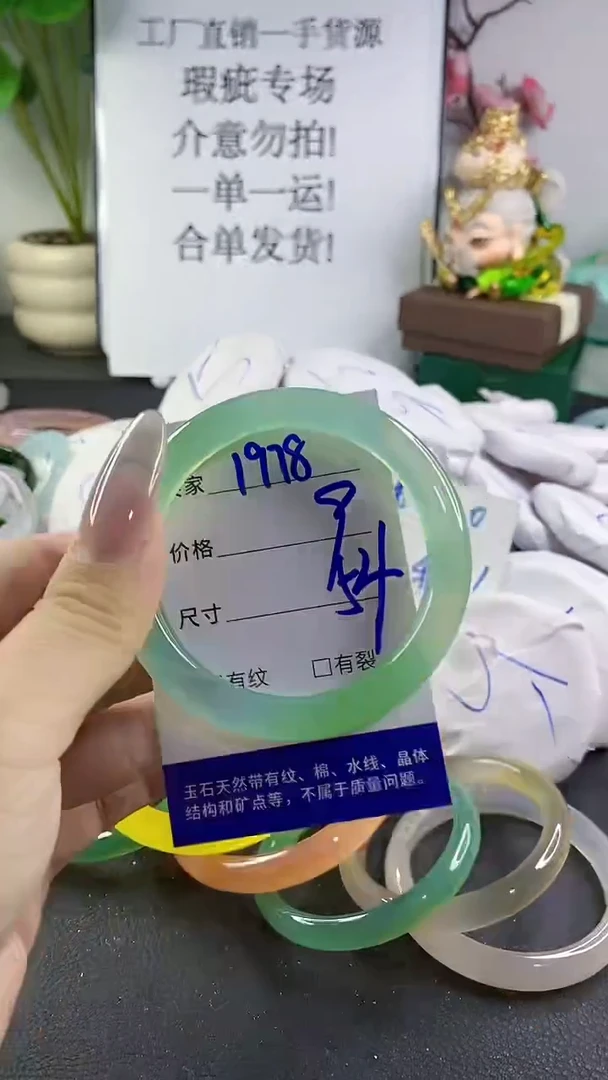 工厂直销一手货源
瑕疵专场
介意勿拍!
一单一运!
合单发货!
家 1978
价格
尺寸
有纹 □有裂
玉石天然带有纹、棉、水线、晶体
结构和矿点等，不属于质量问题。